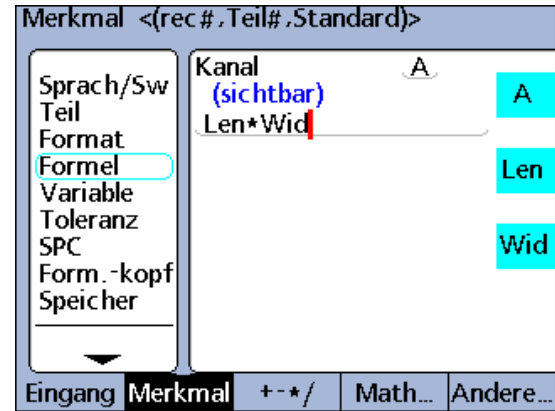 Merkmal <(rec#,Teil#,Standard)>
Sprach/Sw
Teil
Format
Formel
Variable
Toleranz
SPC
Form.-kopf
Speicher
Kanal A
(sichtbar)
Len*Wid
A
Len
Wid
Eingang Merkmal +-*/ Math... Andere...